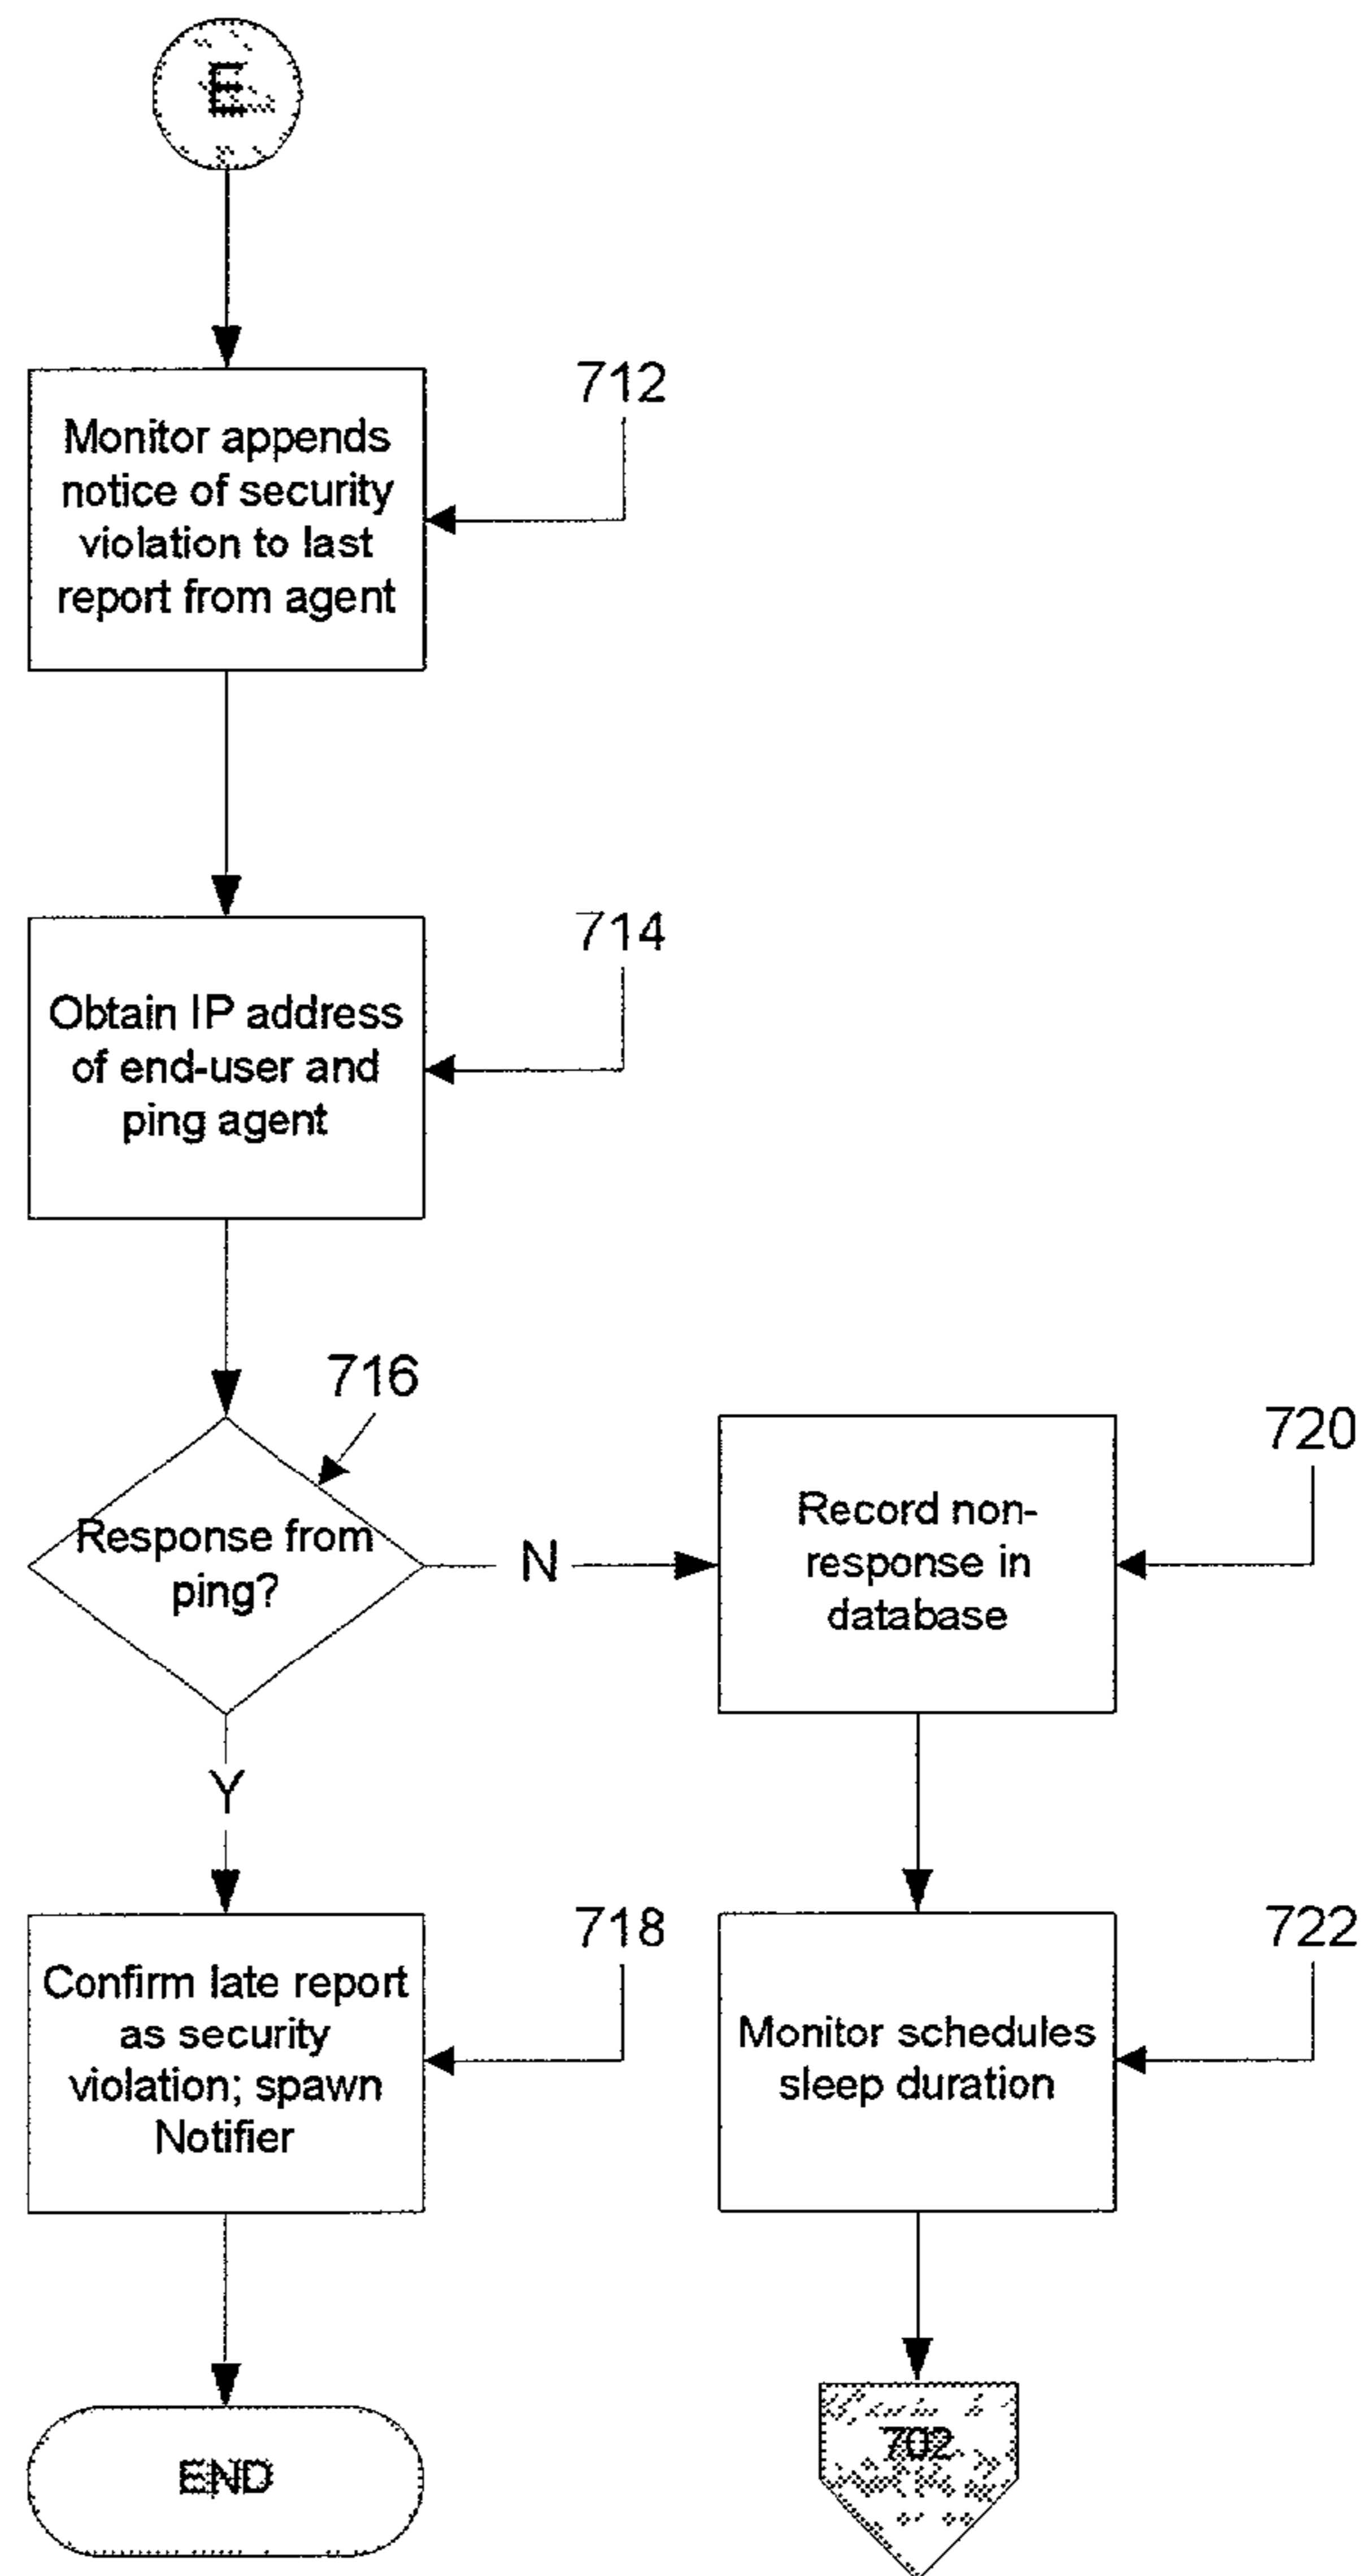 E
712
Monitor appends
notice of security
violation to last
report from agent
714
Obtain IP address
of end-user and
ping agent
716
Response from
ping?
N
Y
720
Record non-
response in
database
718
Confirm late report
as security
violation; spawn
Notifier
722
Monitor schedules
sleep duration
END
702